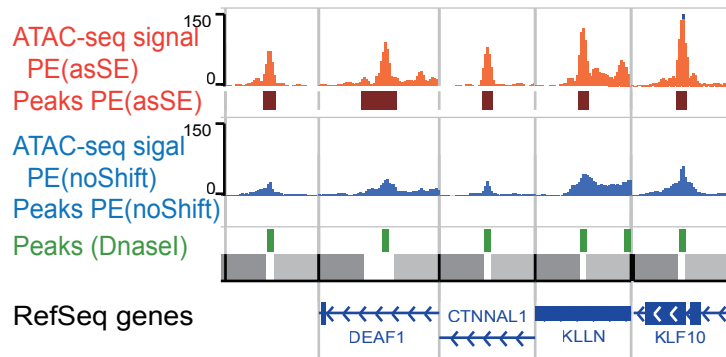 150
ATAC-seq signal
PE(asSE)
0
Peaks PE(asSE)
150
ATAC-seq sigal
PE(noShift)
0
Peaks PE(noShift)
Peaks (DnaseI)
RefSeq genes
DEAF1
CTNNAL1
KLLN
KLF10